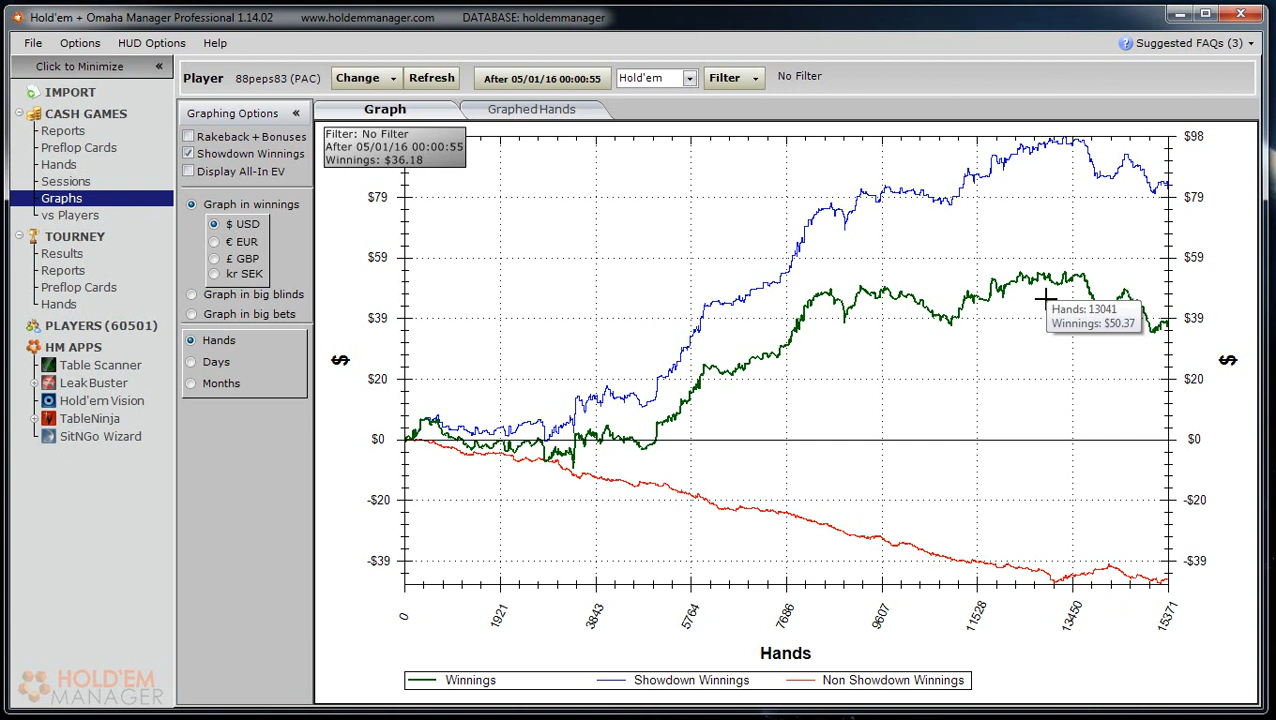 Hold'em + Omaha Manager Professional 1.14.02 www.holdemmanager.com DATABASE: holdemmanager
File Options HUD Options Help Suggested FAQs (3)
Click to Minimize «
Player 88peps83 (PAC) Change Refresh After 05/01/16 00:00:55 Hold'em Filter No Filter
IMPORT
CASH GAMES
Reports
Preflop Cards
Hands
Sessions
Graphs
vs Players
TOURNEY
Results
Reports
Preflop Cards
Hands
PLAYERS (60501)
HM APPS
Table Scanner
LeakBuster
Hold'em Vision
TableNinja
SitNGo Wizard
HOLD'EM
MANAGER
Graphing Options «
Rakeback + Bonuses
Showdown Winnings
Display All-In EV
Graph in winnings
$ USD
€ EUR
£ GBP
kr SEK
Graph in big blinds
Graph in big bets
Hands
Days
Months
Graph Graphed Hands
Filter: No Filter
After 05/01/16 00:00:55
Winnings: $36.18
$98
$79 $79
$59 $59
$39 $39
Hands: 13041
Winnings: $50.37
$ $
$20 $20
$0 $0
-$20 -$20
-$39 -$39
0 1921 3843 5764 7686 9607 11528 13450 15371
Hands
Winnings Showdown Winnings Non Showdown Winnings